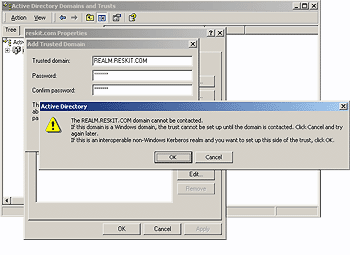 Active Directory Domains and Trusts
Action View
Tree
reskit.com Properties
Add Trusted Domain
Trusted domain: REALM.RESKIT.COM
Password: *******
Confirm password: *******
Active Directory
The REALM.RESKIT.COM domain cannot be contacted.
If this domain is a Windows domain, the trust cannot be set up until the domain is contacted. Click Cancel and try
again later.
If this is an interoperable non-Windows Kerberos realm and you want to set up this side of the trust, click OK.
OK Cancel
Edit...
Remove
OK Cancel Apply